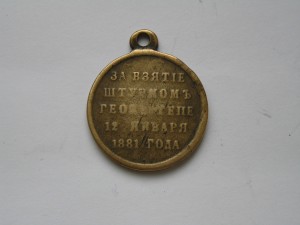 ЗА ВЗЯТІЕ
ШТУРМОМЪ
ГЕОКЪ-ТЕПЕ
12 ЯНВАРЯ
1881 ГОДА